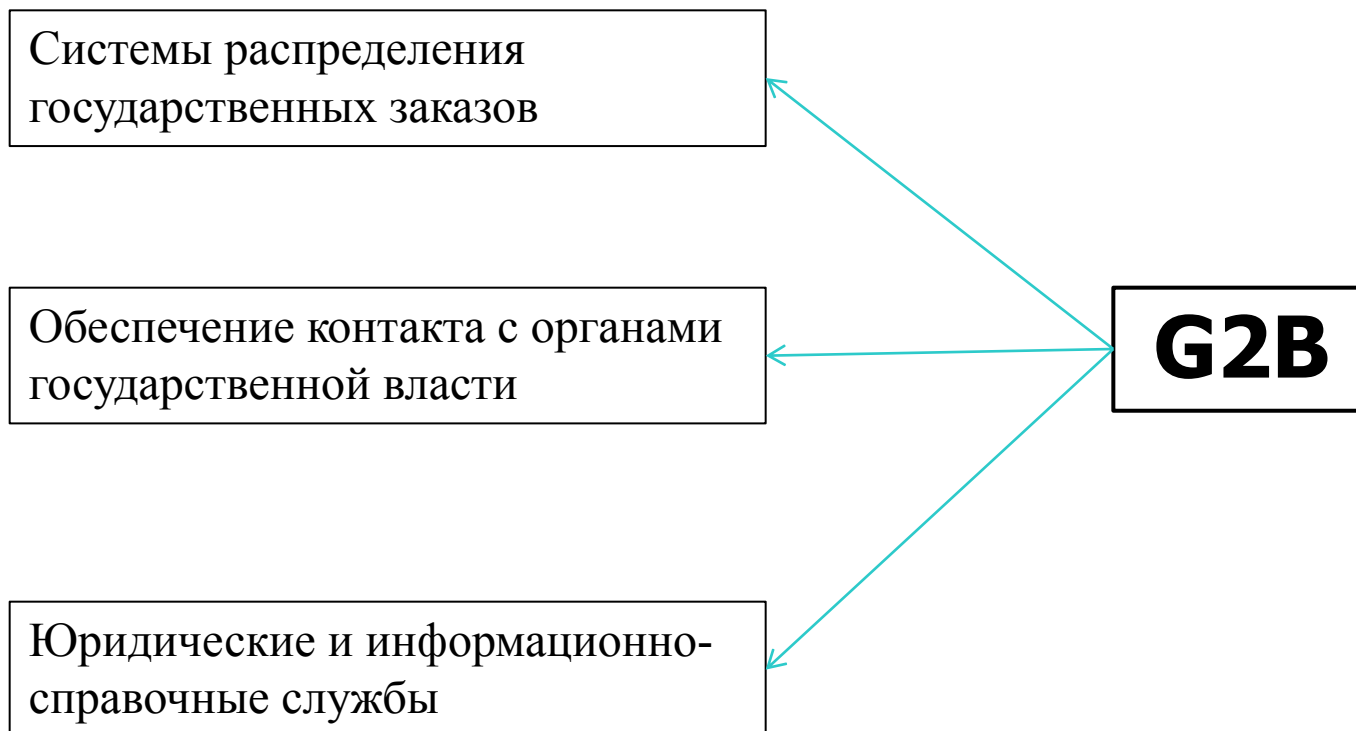 Системы распределения
государственных заказов
Обеспечение контакта с органами
государственной власти
G2B
Юридические и информационно-
справочные службы